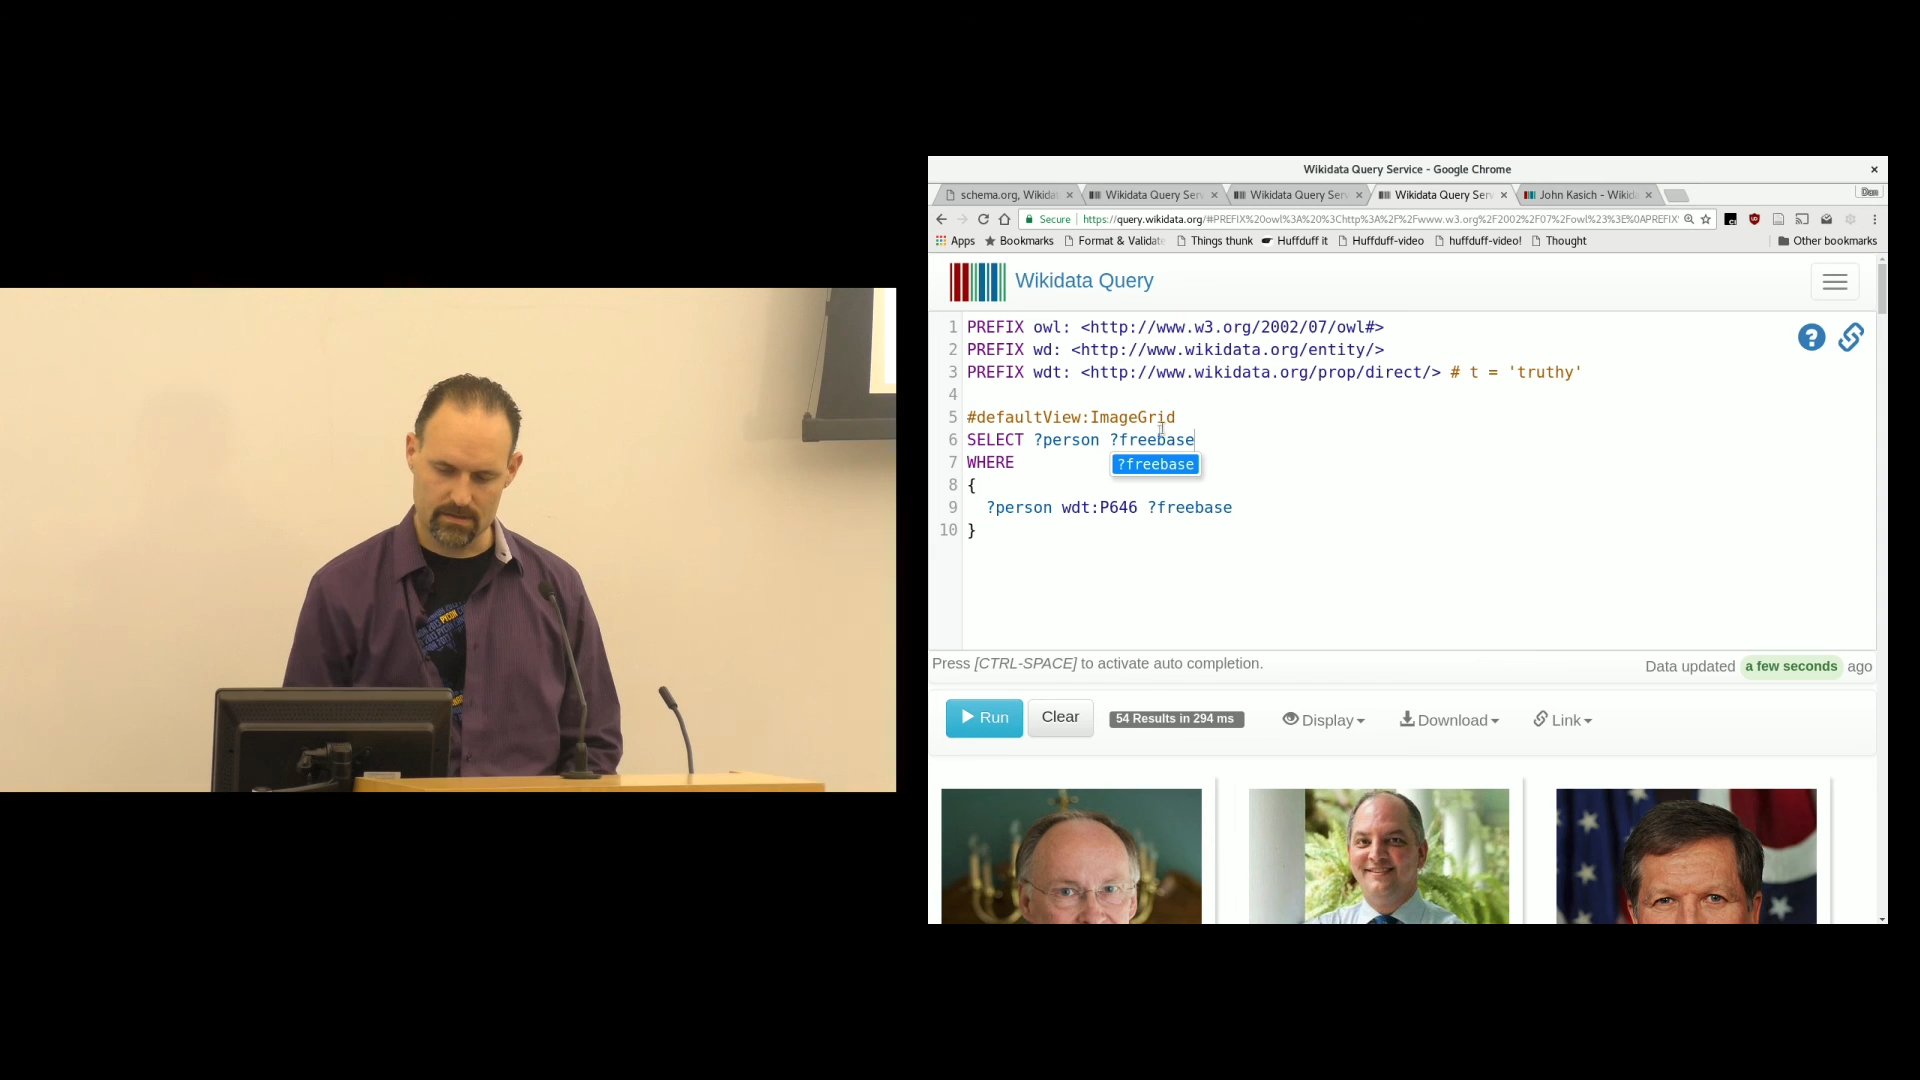 Wikidata Query Service - Google Chrome
schema.org, Wikidat
Wikidata Query Serv
Wikidata Query Serv
Wikidata Query Serv
John Kasich - Wikida
Dan
Secure
https://query.wikidata.org/#PREFIX%20owl%3A%20%3Chttp%3A%2F%2Fwww.w3.org%2F2002%2F07%2Fowl%23%3E%0APREFIX
Apps Bookmarks Format & Validate Things thunk Huffduff it Huffduff-video huffduff-video! Thought Other bookmarks
Wikidata Query
1 PREFIX owl: <http://www.w3.org/2002/07/owl#>
2 PREFIX wd: <http://www.wikidata.org/entity/>
3 PREFIX wdt: <http://www.wikidata.org/prop/direct/> # t = 'truthy'
4
5 #defaultView:ImageGrid
6 SELECT ?person ?freebase
7 WHERE
?freebase
8 {
9 ?person wdt:P646 ?freebase
10 }
Press [CTRL-SPACE] to activate auto completion.
Data updated a few seconds ago
Run Clear 54 Results in 294 ms Display Download Link
PYCON